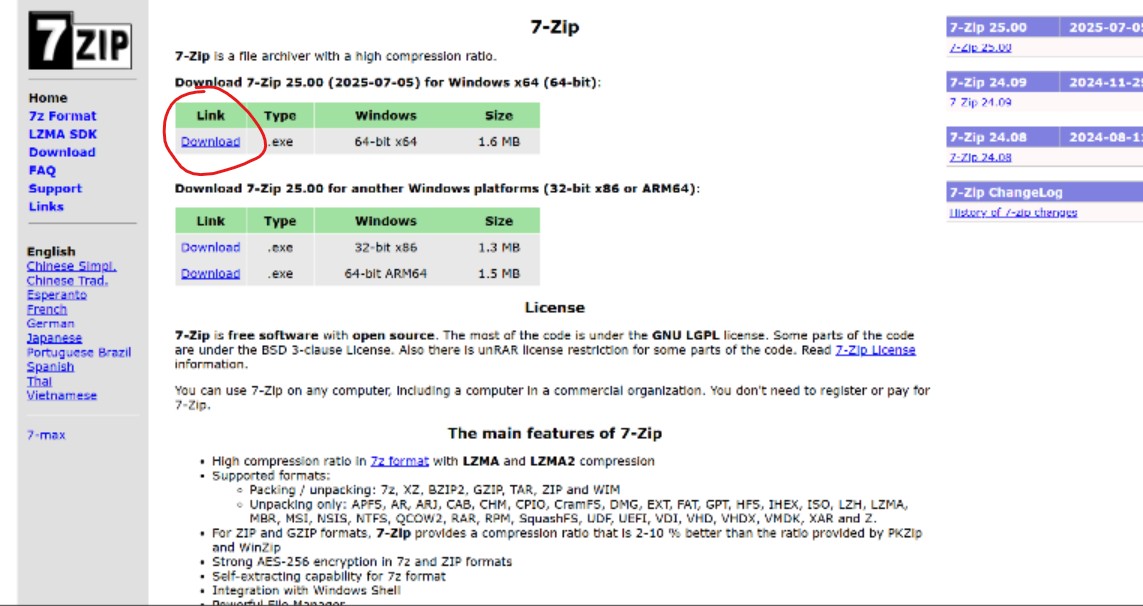 7 ZIP
Home
7z Format
LZMA SDK
Download
FAQ
Support
Links
English
Chinese Simpl.
Chinese Trad.
Esperanto
French
German
Japanese
Portuguese Brazil
Spanish
Thai
Vietnamese
7-max
7-Zip
7-Zip is a file archiver with a high compression ratio.
Download 7-Zip 25.00 (2025-07-05) for Windows x64 (64-bit):
Link Type Windows Size
Download .exe 64-bit x64 1.6 MB
Download 7-Zip 25.00 for another Windows platforms (32-bit x86 or ARM64):
Link Type Windows Size
Download .exe 32-bit x86 1.3 MB
Download .exe 64-bit ARM64 1.5 MB
License
7-Zip is free software with open source. The most of the code is under the GNU LGPL license. Some parts of the code
are under the BSD 3-clause License. Also there is unRAR license restriction for some parts of the code. Read 7-Zip License
information.
You can use 7-Zip on any computer, including a computer in a commercial organization. You don't need to register or pay for
7-Zip.
The main features of 7-Zip
• High compression ratio in 7z format with LZMA and LZMA2 compression
• Supported formats:
◦ Packing / unpacking: 7z, XZ, BZIP2, GZIP, TAR, ZIP and WIM
◦ Unpacking only: APFS, AR, ARJ, CAB, CHM, CPIO, CramFS, DMG, EXT, FAT, GPT, HFS, IHEX, ISO, LZH, LZMA,
MBR, MSI, NSIS, NTFS, QCOW2, RAR, RPM, SquashFS, UDF, UEFI, VDI, VHD, VHDX, VMDK, XAR and Z.
• For ZIP and GZIP formats, 7-Zip provides a compression ratio that is 2-10 % better than the ratio provided by PKZip
and WinZip
• Strong AES-256 encryption in 7z and ZIP formats
• Self-extracting capability for 7z format
• Integration with Windows Shell
• Powerful File Manager
7-Zip 25.00 2025-07-0
7-Zip 25.00
7-Zip 24.09 2024-11-2
7-Zip 24.09
7-Zip 24.08 2024-08-1
7-Zip 24.08
7-Zip ChangeLog
History of 7-zip changes